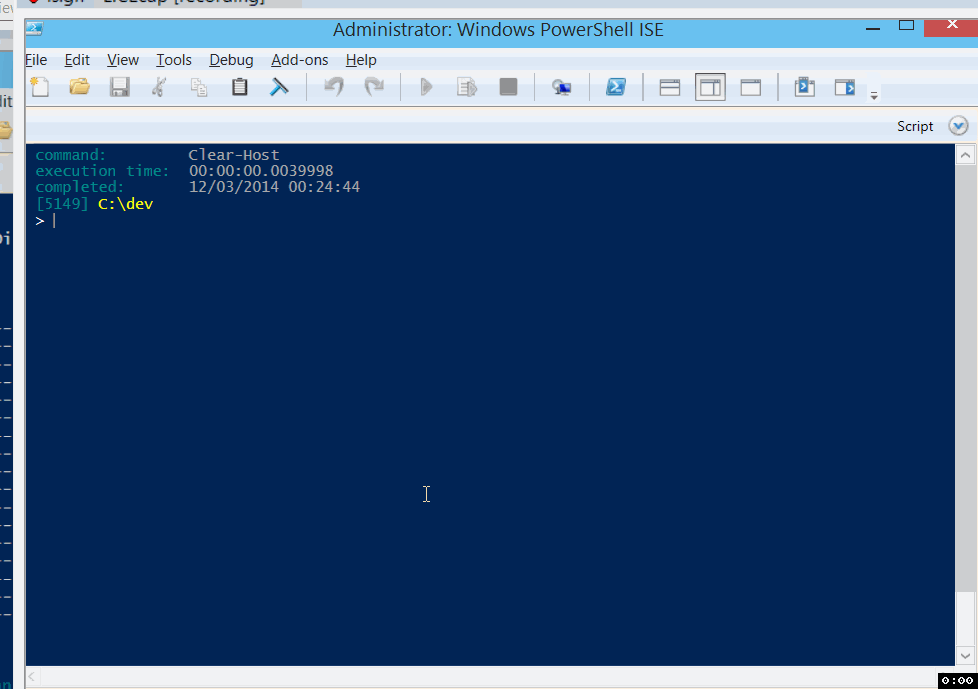 [recording]
Administrator: Windows PowerShell ISE
File Edit View Tools Debug Add-ons Help
Script
command: Clear-Host
execution time: 00:00:00.0039998
completed: 12/03/2014 00:24:44
[5149] C:\dev
>
0:00